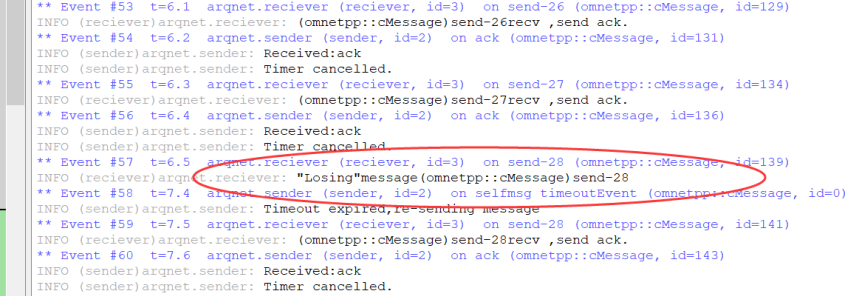 ** Event #53  t=6.1  arqnet.reciever (reciever, id=3)  on send-26 (omnetpp::cMessage, id=129)
INFO (reciever)arqnet.reciever: (omnetpp::cMessage)send-26recv ,send ack.
** Event #54  t=6.2  arqnet.sender (sender, id=2)  on ack (omnetpp::cMessage, id=131)
INFO (sender)arqnet.sender: Received:ack
INFO (sender)arqnet.sender: Timer cancelled.
** Event #55  t=6.3  arqnet.reciever (reciever, id=3)  on send-27 (omnetpp::cMessage, id=134)
INFO (reciever)arqnet.reciever: (omnetpp::cMessage)send-27recv ,send ack.
** Event #56  t=6.4  arqnet.sender (sender, id=2)  on ack (omnetpp::cMessage, id=136)
INFO (sender)arqnet.sender: Received:ack
INFO (sender)arqnet.sender: Timer cancelled.
** Event #57  t=6.5  arqnet.reciever (reciever, id=3)  on send-28 (omnetpp::cMessage, id=139)
INFO (reciever)arqnet.reciever: "Losing"message(omnetpp::cMessage)send-28
** Event #58  t=7.4  arqnet.sender (sender, id=2)  on selfmsg timeoutEvent (omnetpp::cMessage, id=0)
INFO (sender)arqnet.sender: Timeout expired,re-sending message
** Event #59  t=7.5  arqnet.reciever (reciever, id=3)  on send-28 (omnetpp::cMessage, id=141)
INFO (reciever)arqnet.reciever: (omnetpp::cMessage)send-28recv ,send ack.
** Event #60  t=7.6  arqnet.sender (sender, id=2)  on ack (omnetpp::cMessage, id=143)
INFO (sender)arqnet.sender: Received:ack
INFO (sender)arqnet.sender: Timer cancelled.